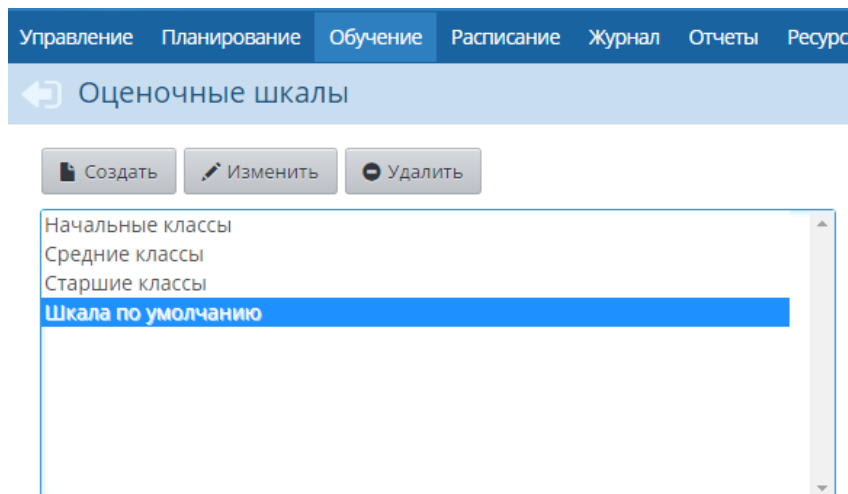 Управление Планирование Обучение Расписание Журнал Отчеты Ресурс
Оценочные шкалы
Создать Изменить Удалить
Начальные классы
Средние классы
Старшие классы
Шкала по умолчанию